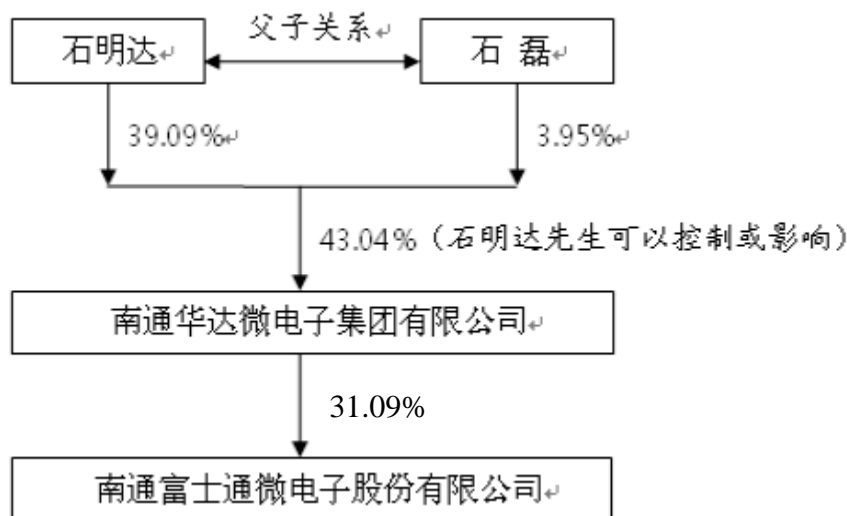 父子关系
石明达
石 磊
39.09%
3.95%
43.04%（石明达先生可以控制或影响）
南通华达微电子集团有限公司
31.09%
南通富士通微电子股份有限公司